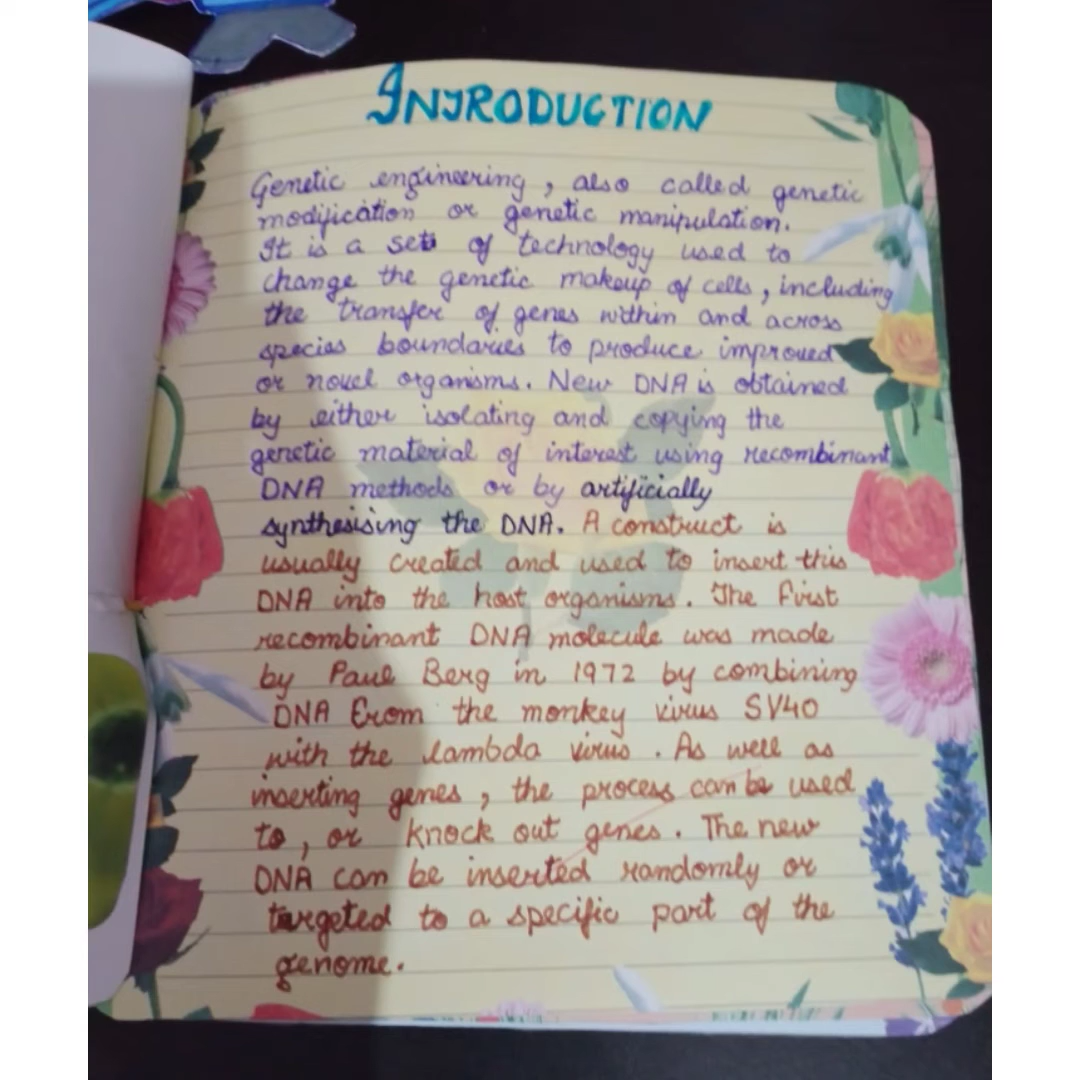 INTRODUCTION
Genetic engineering, also called genetic
modification or genetic manipulation.
It is a set of technology used to
change the genetic makeup of cells, including
the transfer of genes within and across
species boundaries to produce improved
or novel organisms. New DNA is obtained
by either isolating and copying the
genetic material of interest using recombinant
DNA methods or by artificially
synthesising the DNA. A construct is
usually created and used to insert this
DNA into the host organisms. The first
recombinant DNA molecule was made
by Paul Berg in 1972 by combining
DNA from the monkey virus SV40
with the lambda virus. As well as
inserting genes, the process can be used
to, or knock out genes. The new
DNA can be inserted randomly or
targeted to a specific part of the
genome.